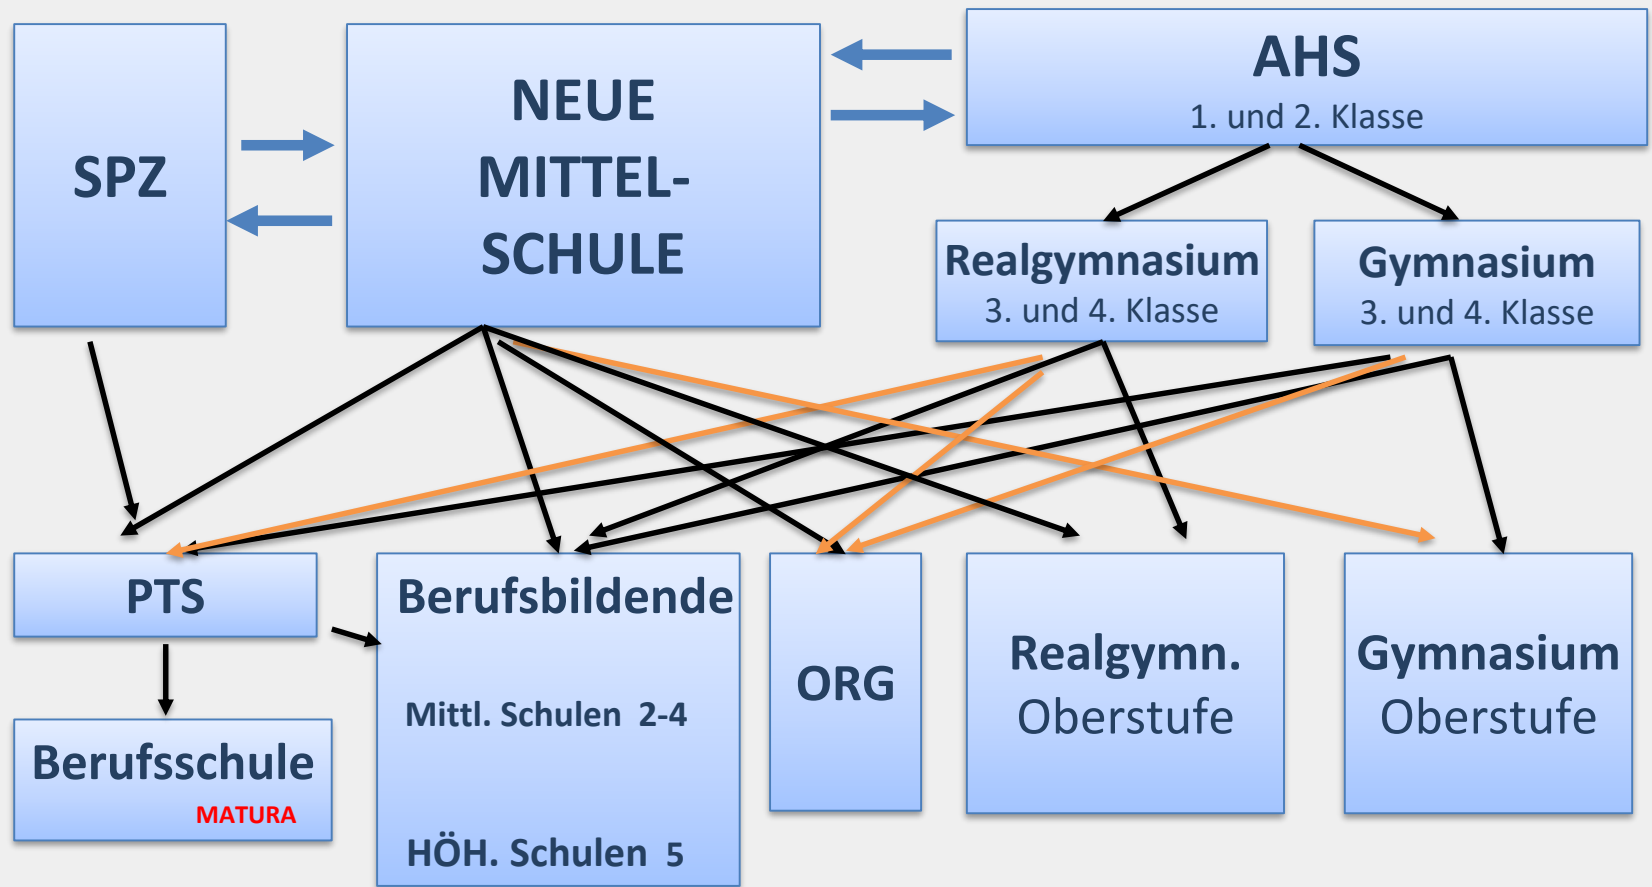 SPZ
NEUE
MITTEL-
SCHULE
AHS
1. und 2. Klasse
Realgymnasium
3. und 4. Klasse
Gymnasium
3. und 4. Klasse
PTS
Berufsschule
MATURA
Berufsbildende
Mittl. Schulen 2-4
HÖH. Schulen 5
ORG
Realgymn.
Oberstufe
Gymnasium
Oberstufe